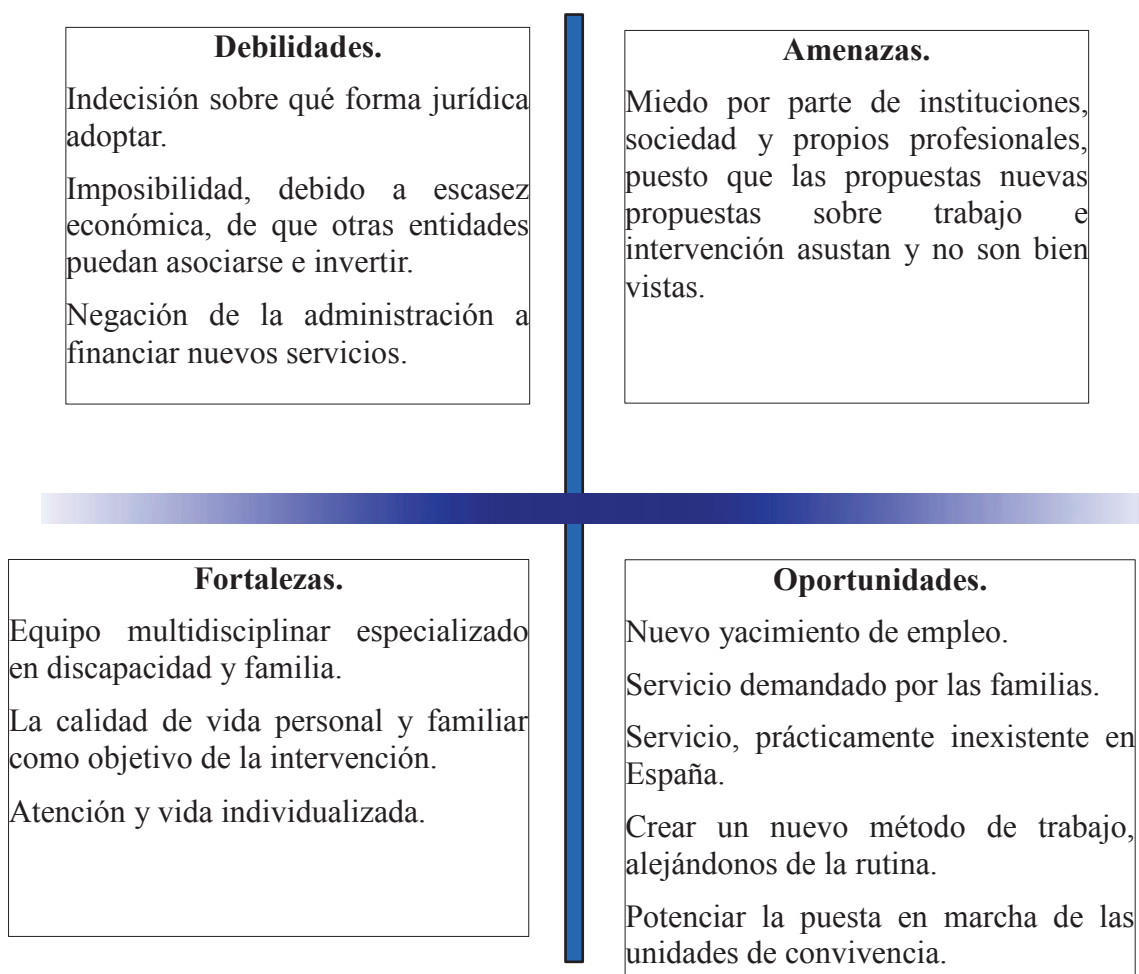 Debilidades.
Indecisión sobre qué forma jurídica
adoptar.
Imposibilidad, debido a escasez
económica, de que otras entidades
puedan asociarse e invertir.
Negación de la administración a
financiar nuevos servicios.
Amenazas.
Miedo por parte de instituciones,
sociedad y propios profesionales,
puesto que las propuestas nuevas
propuestas sobre trabajo e
intervención asustan y no son bien
vistas.
Fortalezas.
Equipo multidisciplinar especializado
en discapacidad y familia.
La calidad de vida personal y familiar
como objetivo de la intervención.
Atención y vida individualizada.
Oportunidades.
Nuevo yacimiento de empleo.
Servicio demandado por las familias.
Servicio, prácticamente inexistente en
España.
Crear un nuevo método de trabajo,
alejándonos de la rutina.
Potenciar la puesta en marcha de las
unidades de convivencia.